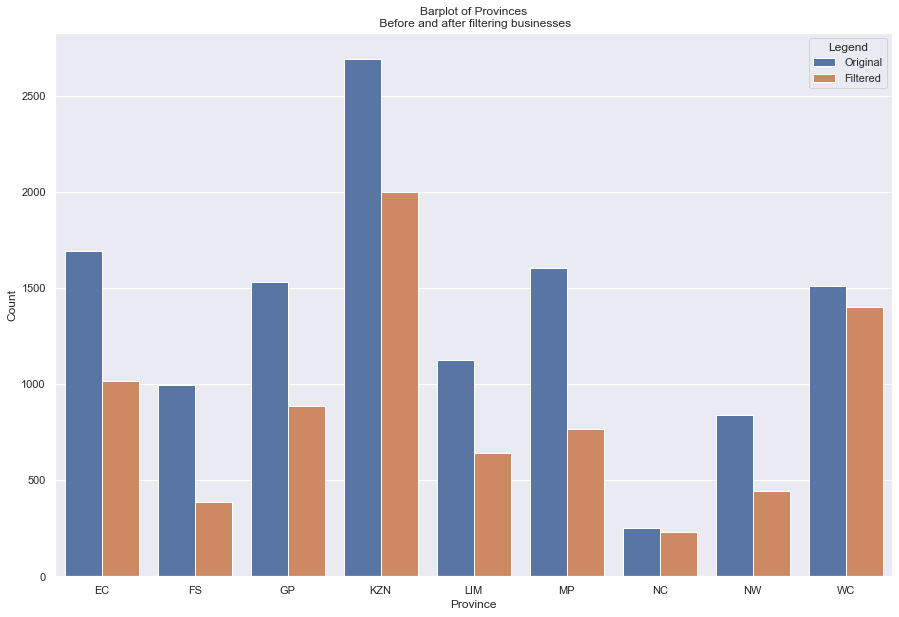 Barplot of Provinces
Before and after filtering businesses
Legend
Original
Filtered
Count
2500
2000
1500
1000
500
0
EC FS GP KZN LIM MP NC NW WC
Province